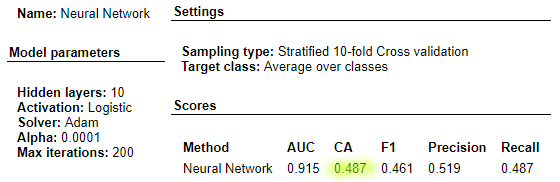 Name: Neural Network
Model parameters
Hidden layers: 10
Activation: Logistic
Solver: Adam
Alpha: 0.0001
Max iterations: 200
Settings
Sampling type: Stratified 10-fold Cross validation
Target class: Average over classes
Scores
Method AUC CA F1 Precision Recall
Neural Network 0.915 0.487 0.461 0.519 0.487